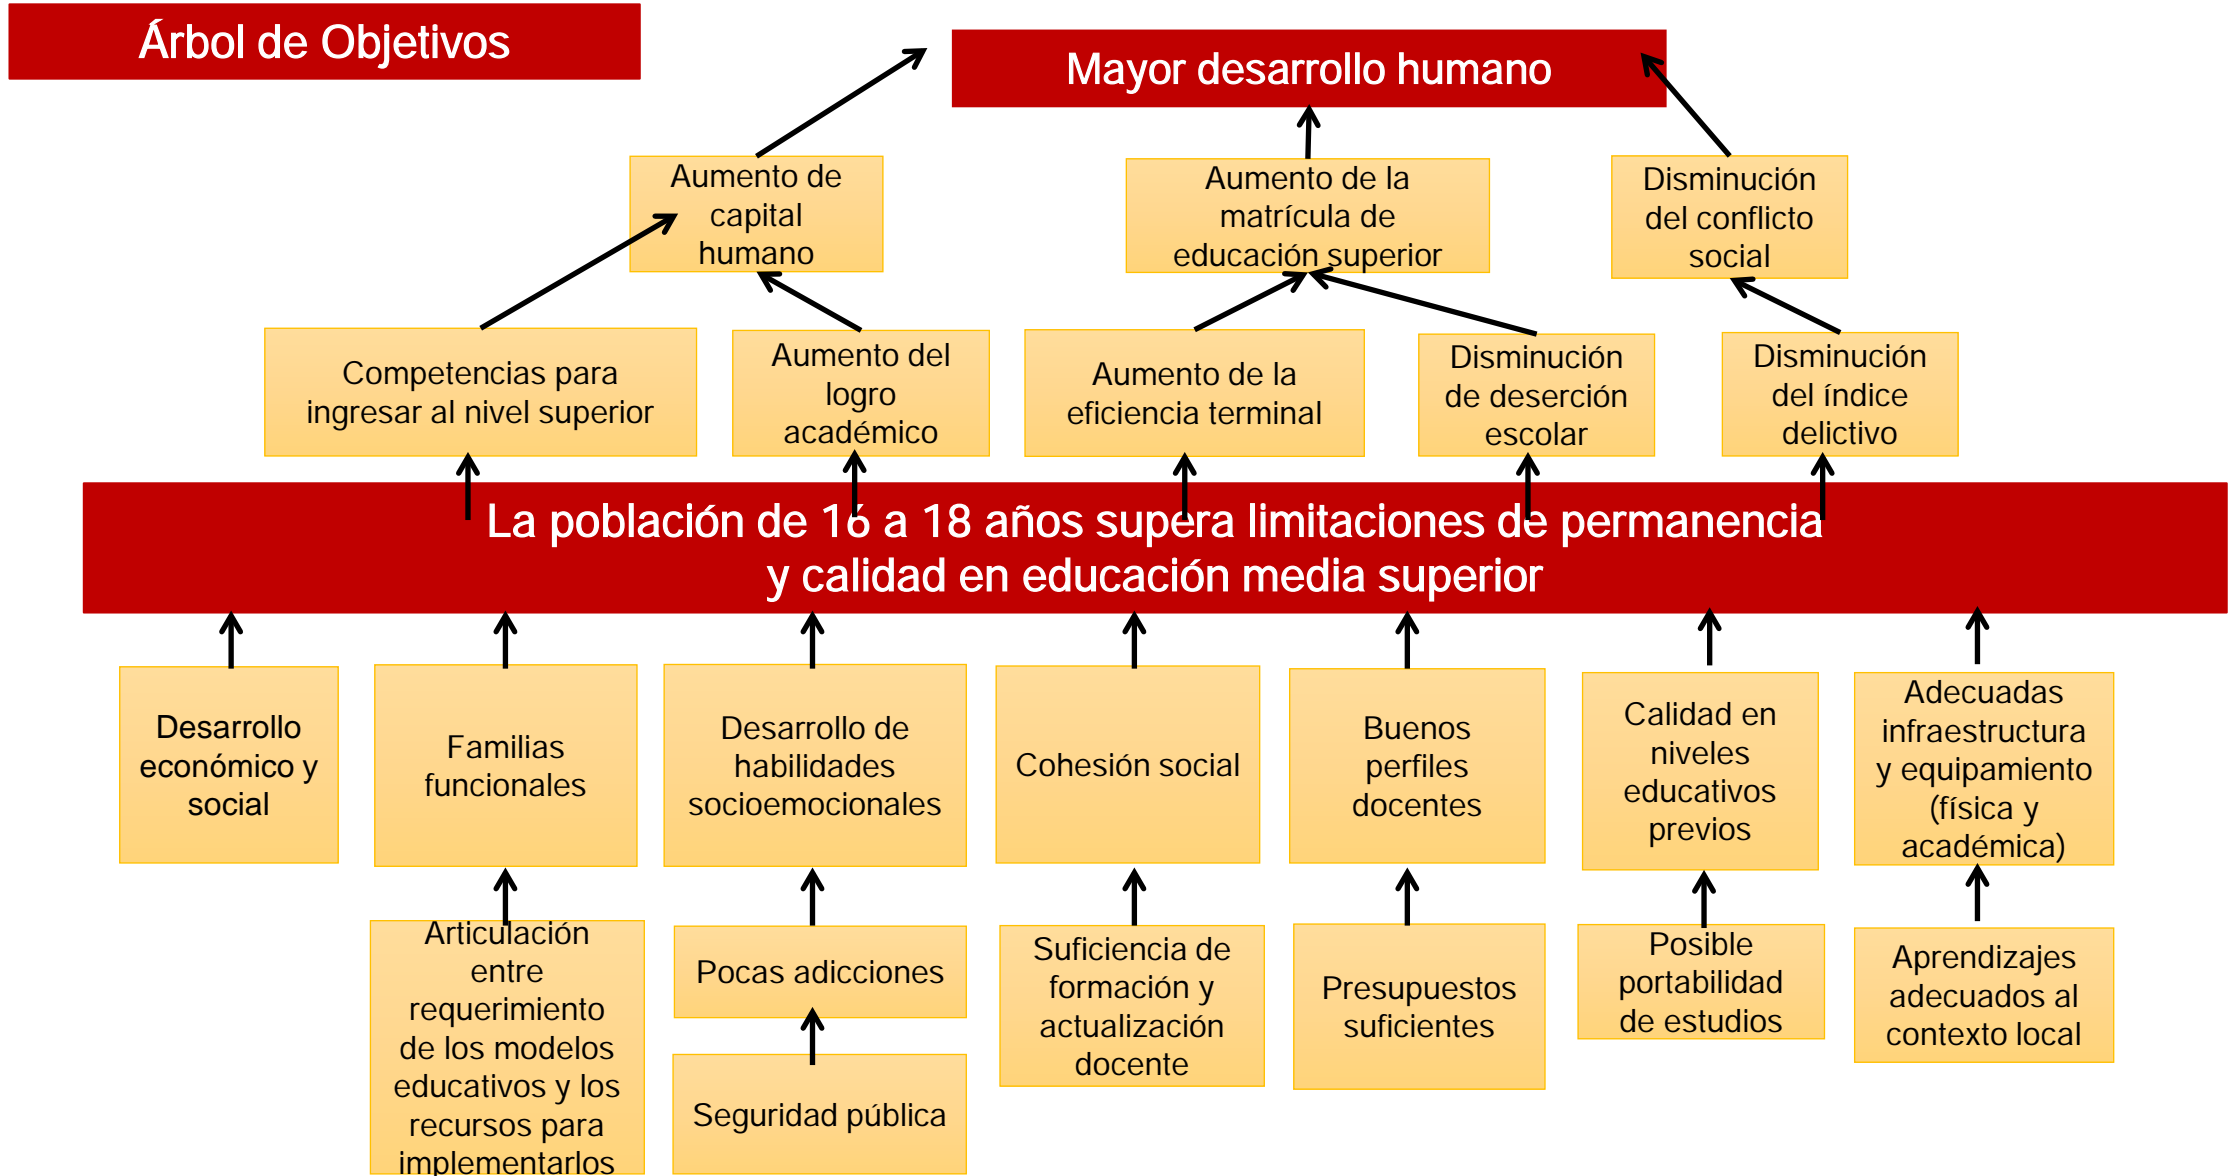 Árbol de Objetivos
Mayor desarrollo humano
Aumento de
capital
humano
Aumento de la
matrícula de
educación superior
Disminución
del conflicto
social
Competencias para
ingresar al nivel superior
Aumento del
logro
académico
Aumento de la
eficiencia terminal
Disminución
de deserción
escolar
Disminución
del índice
delictivo
La población de 16 a 18 años supera limitaciones de permanencia
y calidad en educación media superior
Desarrollo
económico y
social
Familias
funcionales
Desarrollo de
habilidades
socioemocionales
Cohesión social
Buenos
perfiles
docentes
Calidad en
niveles
educativos
previos
Adecuadas
infraestructura
y equipamiento
(física y
académica)
Articulación
entre
requerimiento
de los modelos
educativos y los
recursos para
implementarlos
Pocas adicciones
Seguridad pública
Suficiencia de
formación y
actualización
docente
Presupuestos
suficientes
Posible
portabilidad
de estudios
Aprendizajes
adecuados al
contexto local